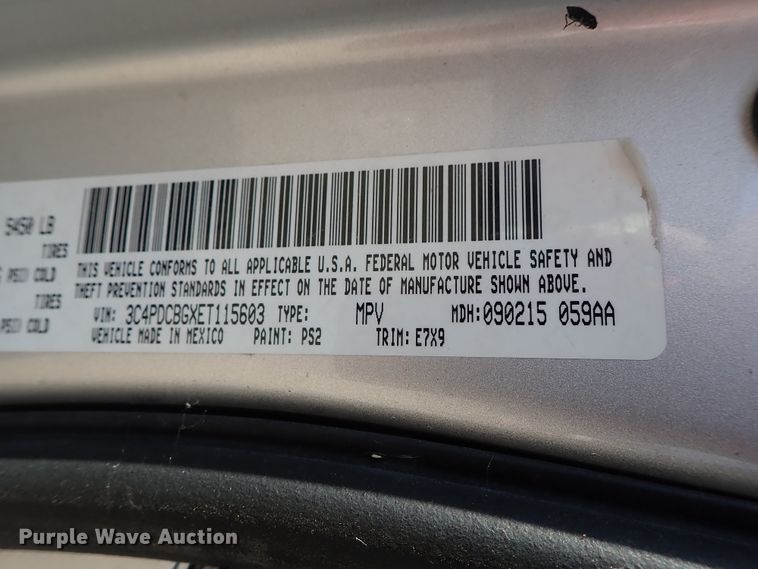 5450 LB
TIRES
PSI) COLD
TIRES
PSI) COLD
THIS VEHICLE CONFORMS TO ALL APPLICABLE U.S.A. FEDERAL MOTOR VEHICLE SAFETY AND
THEFT PREVENTION STANDARDS IN EFFECT ON THE DATE OF MANUFACTURE SHOWN ABOVE.
VIN: 3C4PDCBGXET115603 TYPE: MPV MDH: 090215 059AA
VEHICLE MADE IN MEXICO PAINT: PS2 TRIM: E7X9
Purple Wave Auction